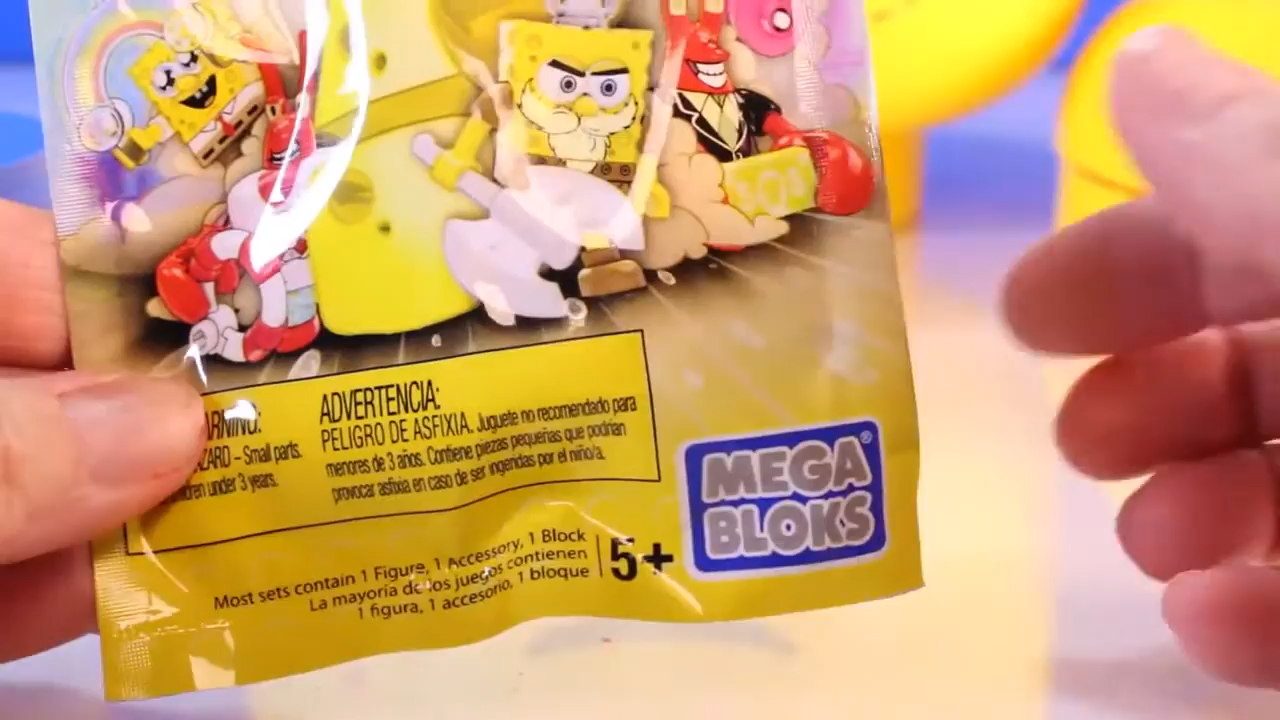 SOS
ARNING:
ZARD – Small parts.
ldren under 3 years.
ADVERTENCIA:
PELIGRO DE ASFIXIA. Juguete no recomendado para
menores de 3 años. Contiene piezas pequeñas que podrían
provocar asfixia en caso de ser ingeridas por el niño/a.
Most sets contain 1 Figure, 1 Accessory, 1 Block
La mayoría de los juegos contienen
1 figura, 1 accesorio, 1 bloque
5+
MEGA
BLOKS®